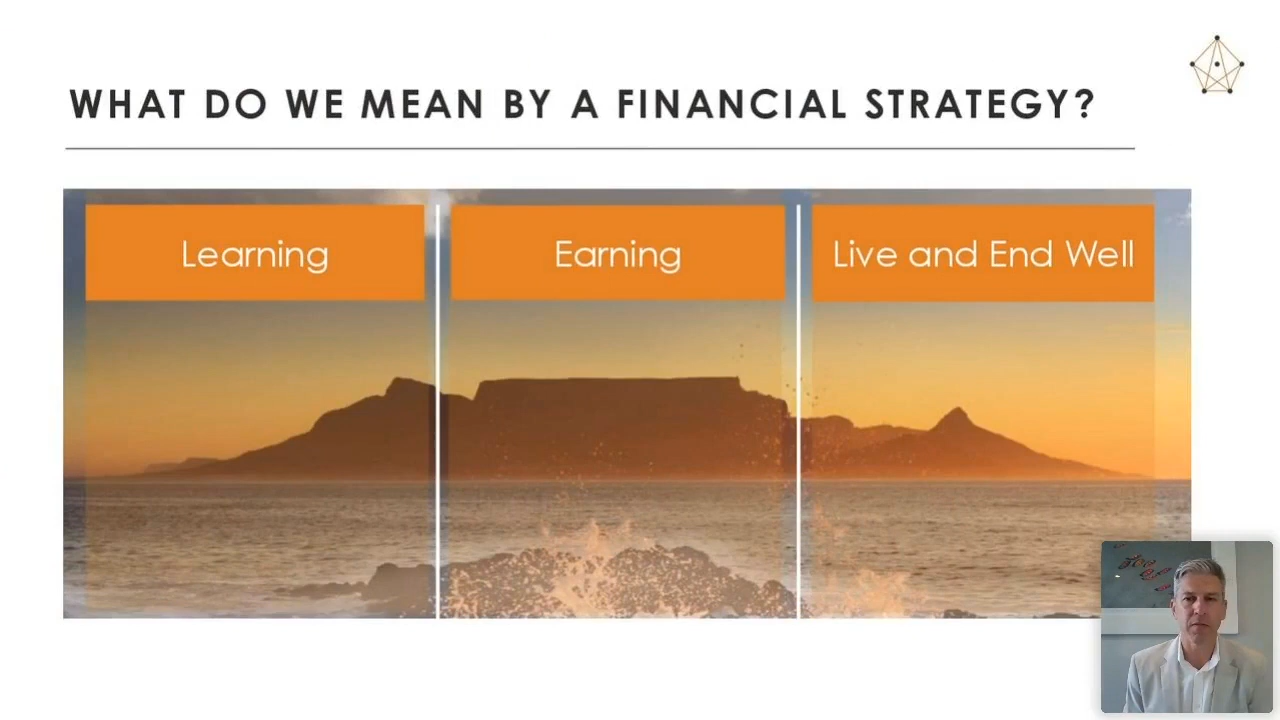 WHAT DO WE MEAN BY A FINANCIAL STRATEGY?
Learning
Earning
Live and End Well